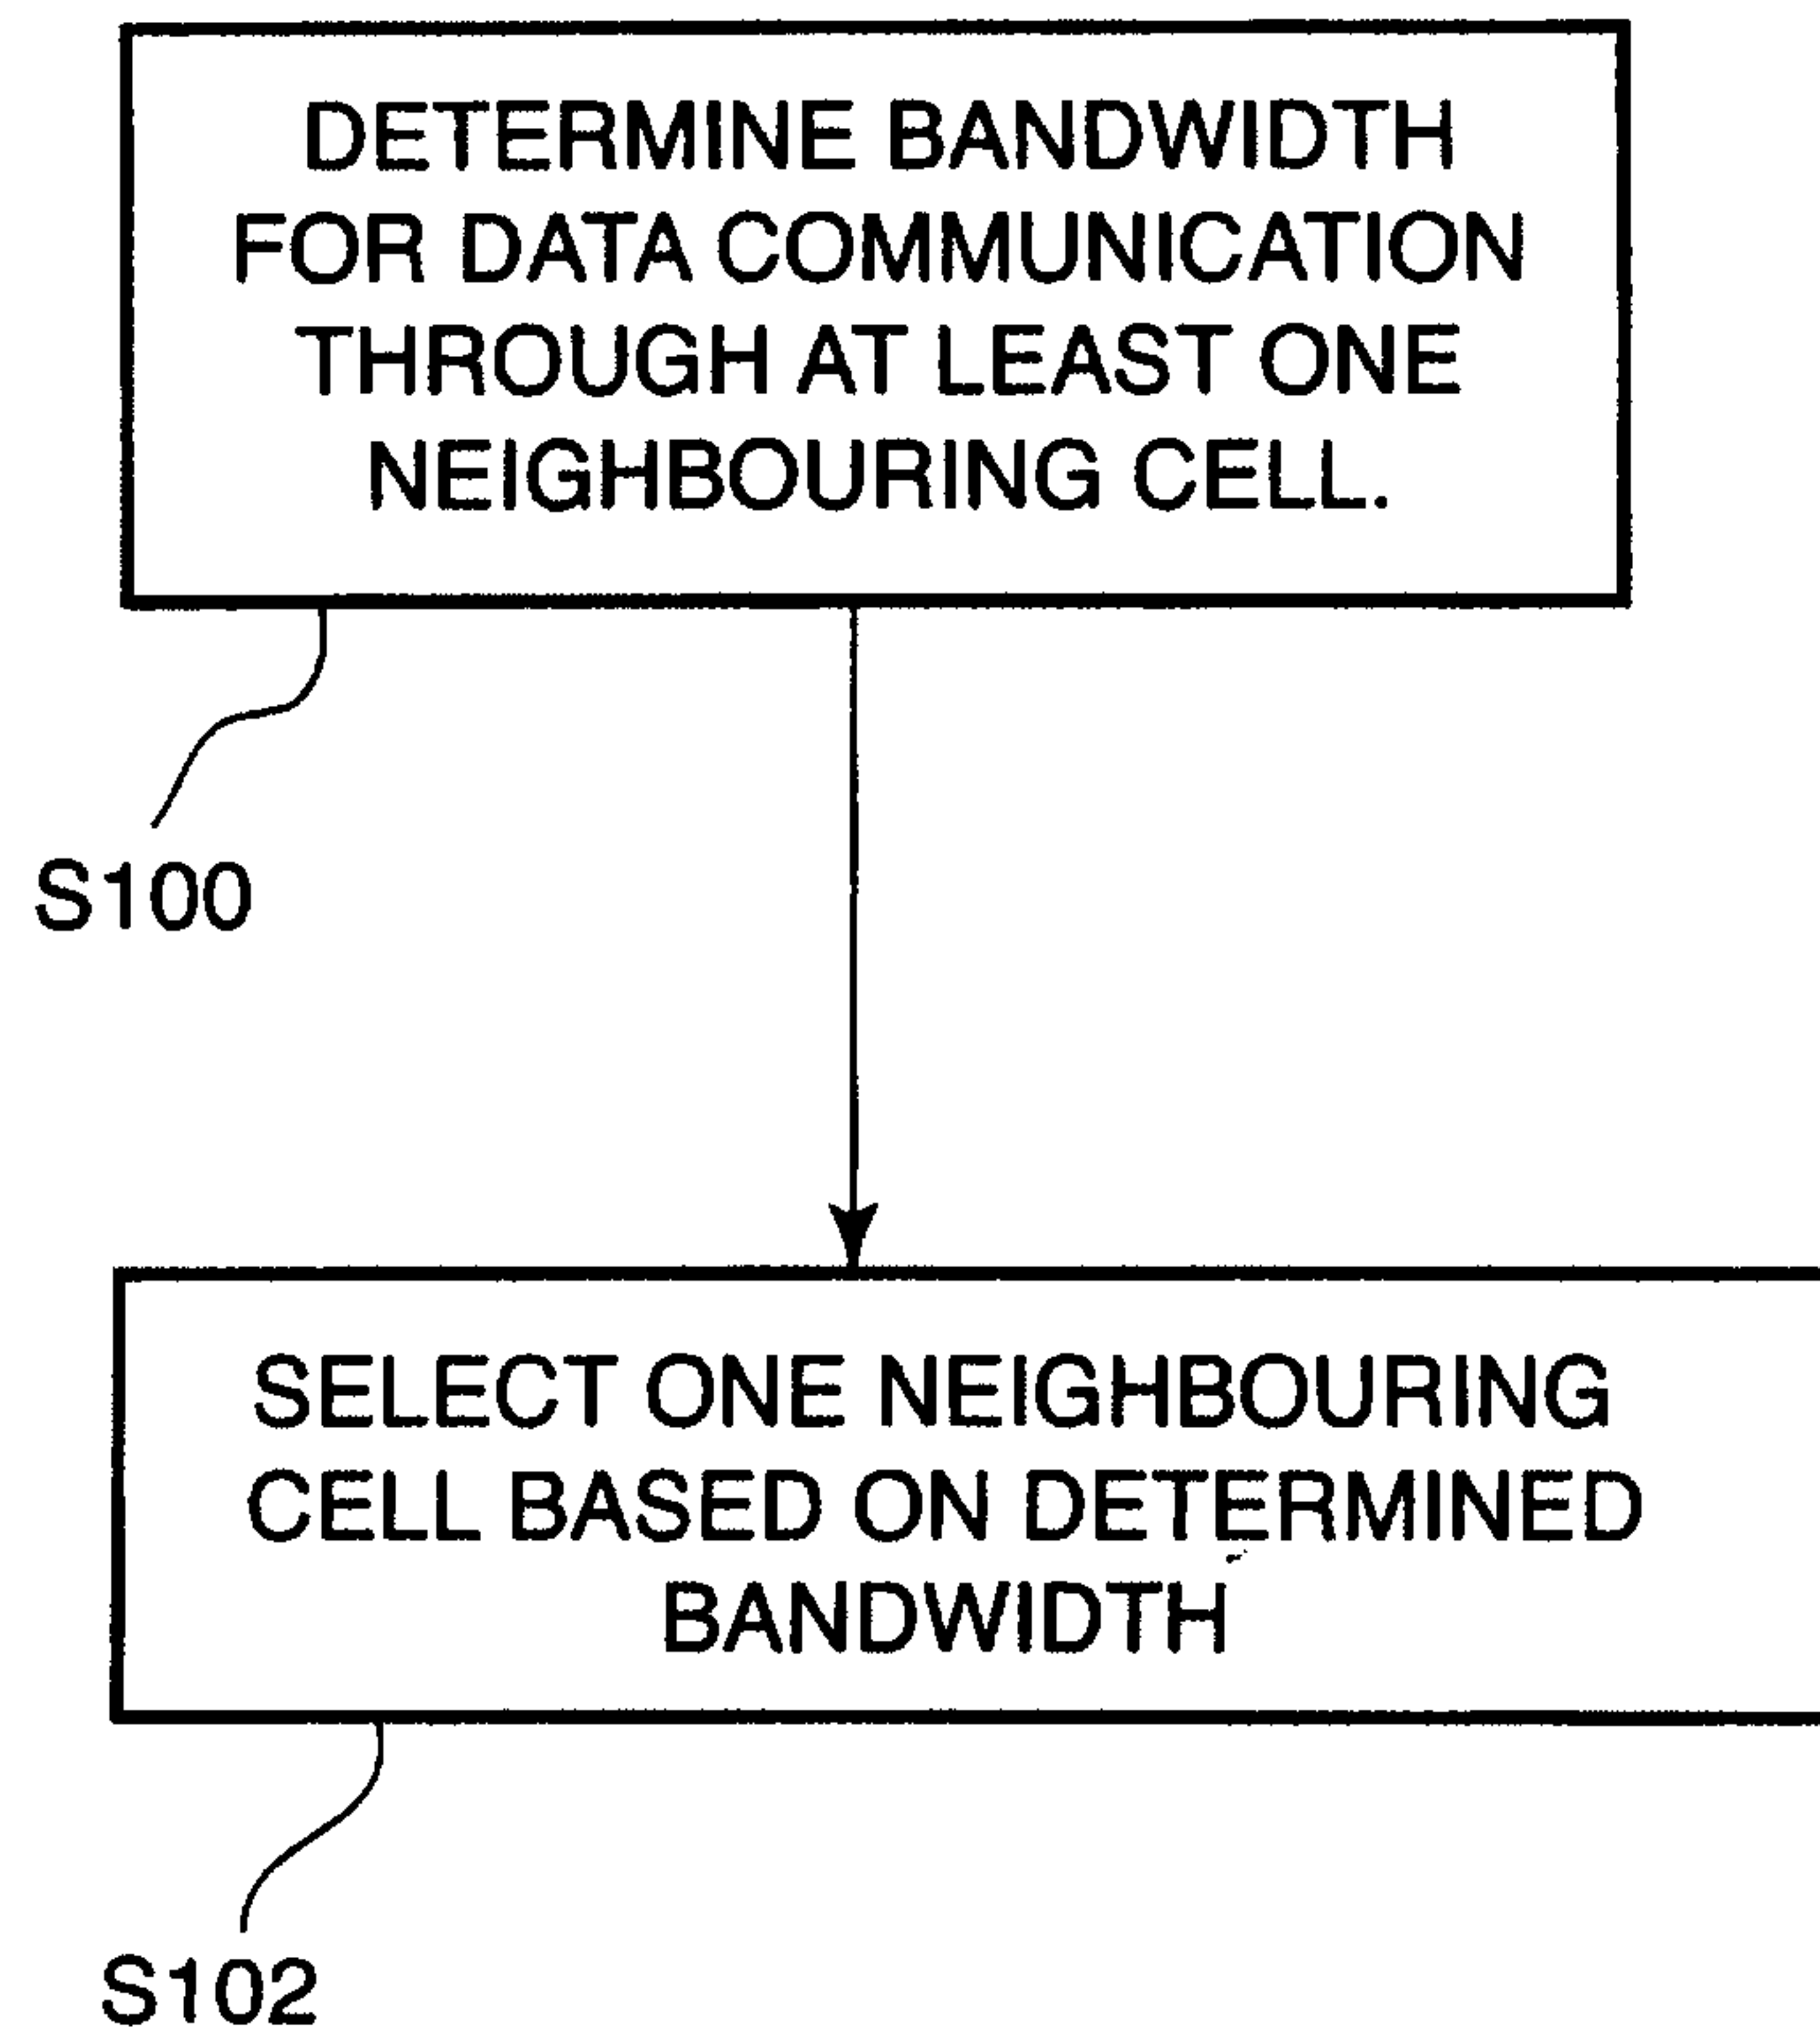 DETERMINE BANDWIDTH
FOR DATA COMMUNICATION
THROUGH AT LEAST ONE
NEIGHBOURING CELL.
S100
SELECT ONE NEIGHBOURING
CELL BASED ON DETERMINED
BANDWIDTH
S102